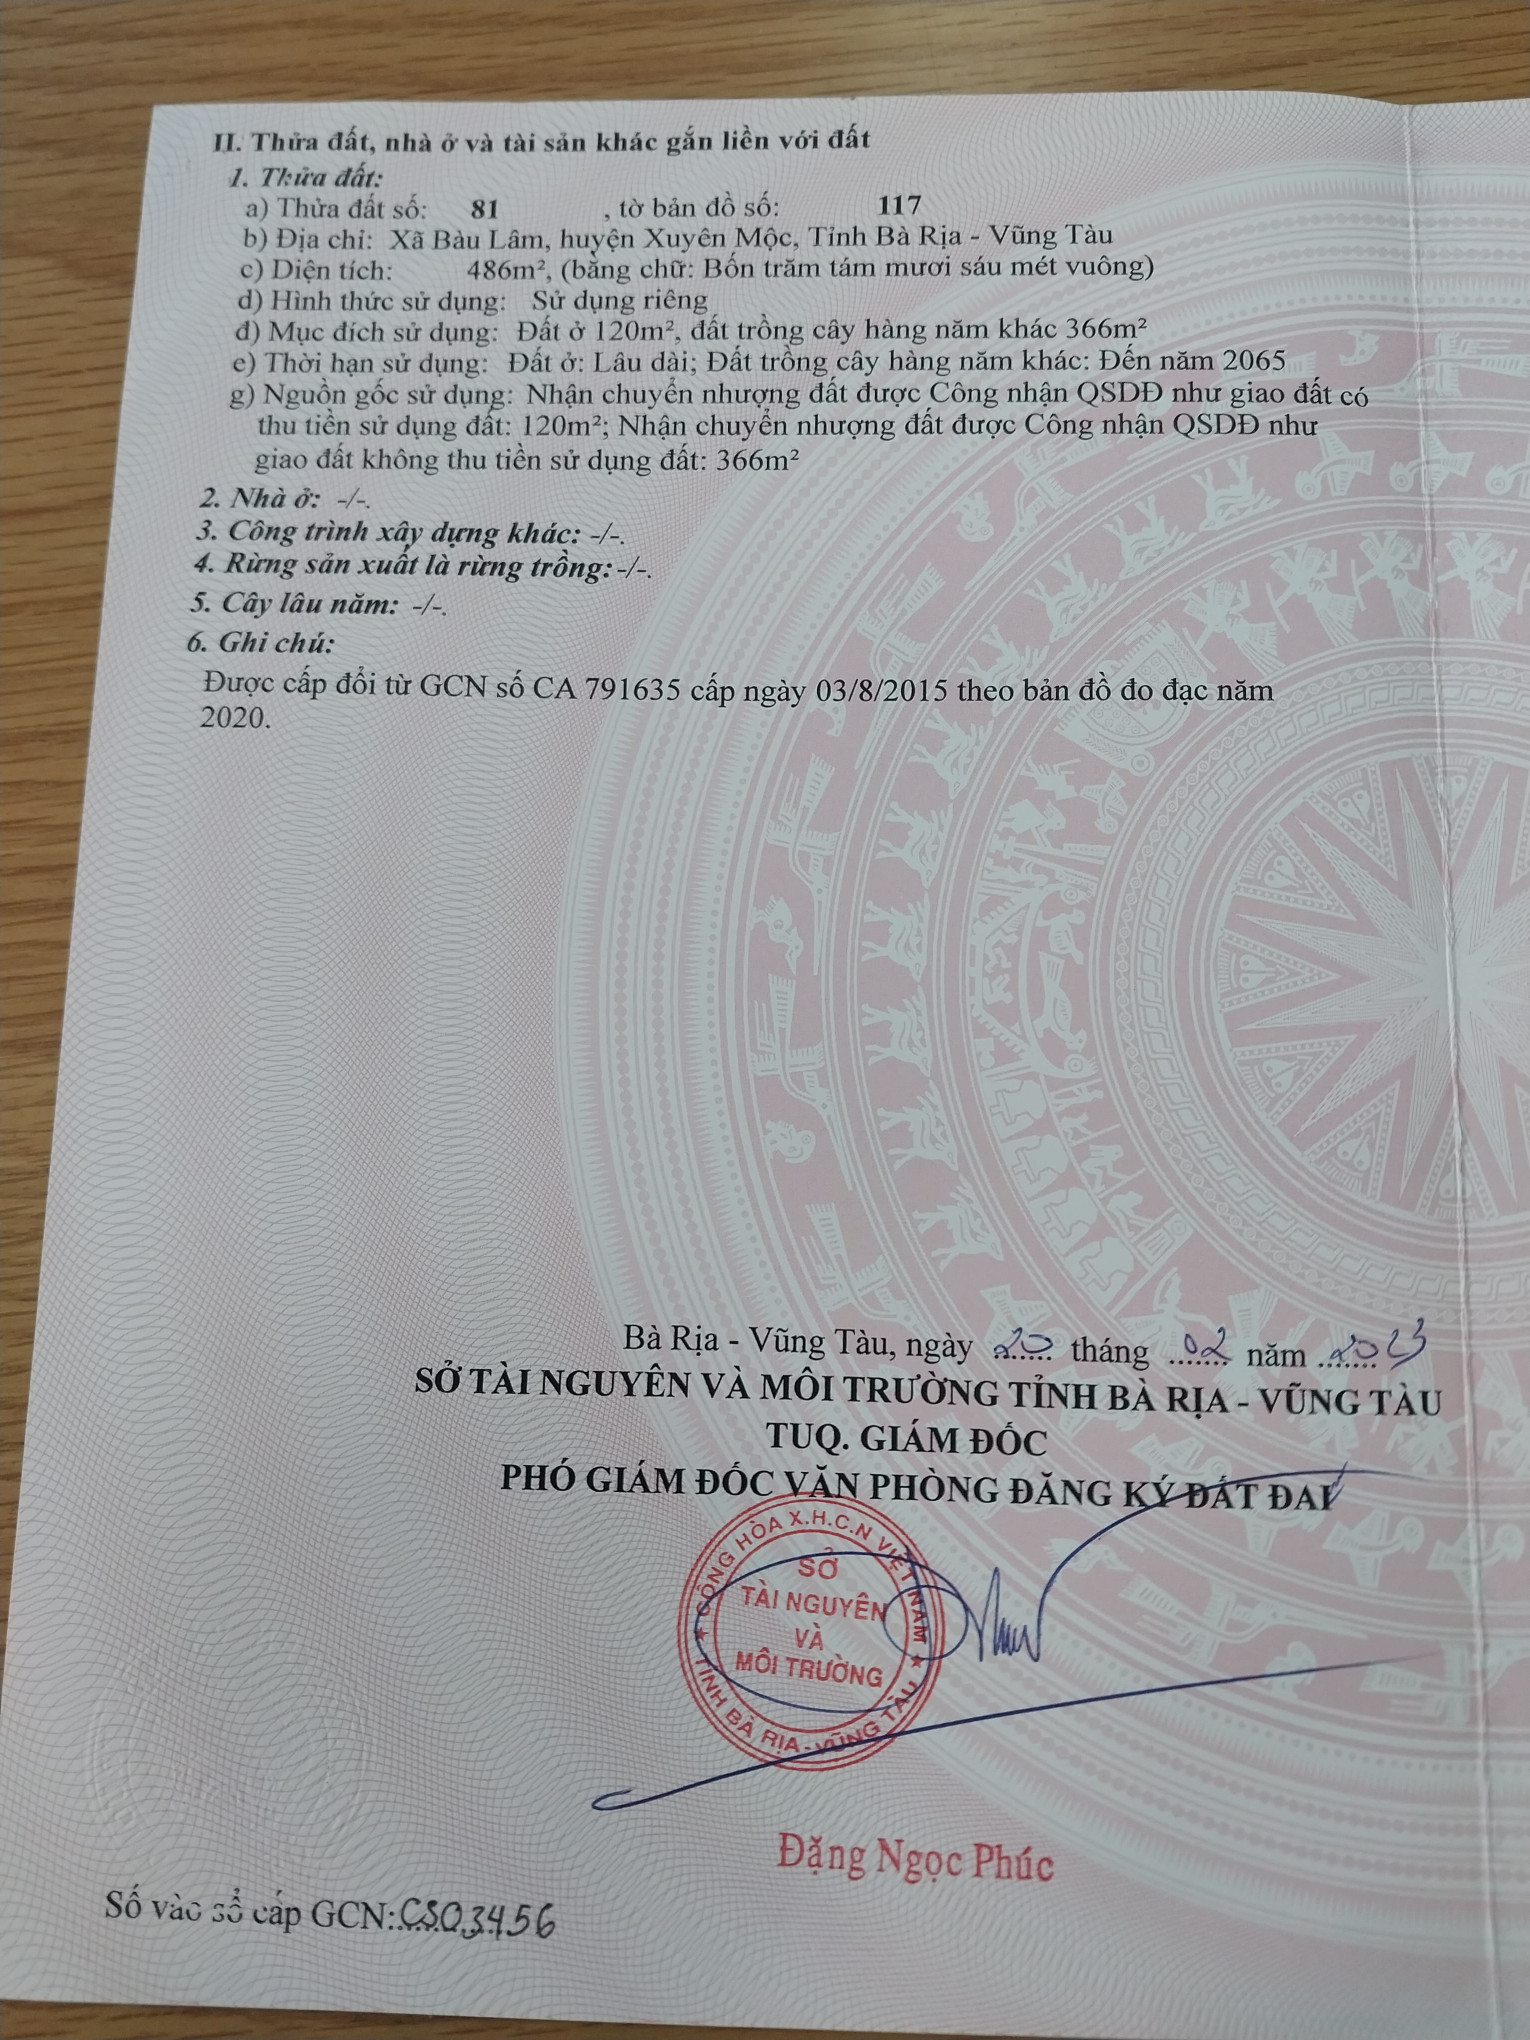 II. Thửa đất, nhà ở và tài sản khác gắn liền với đất
1. Thửa đất:
a) Thửa đất số: 81 , tờ bản đồ số: 117
b) Địa chỉ: Xã Bàu Lâm, huyện Xuyên Mộc, Tỉnh Bà Rịa - Vũng Tàu
c) Diện tích: 486m², (bằng chữ: Bốn trăm tám mươi sáu mét vuông)
d) Hình thức sử dụng: Sử dụng riêng
đ) Mục đích sử dụng: Đất ở 120m², đất trồng cây hàng năm khác 366m²
e) Thời hạn sử dụng: Đất ở: Lâu dài; Đất trồng cây hàng năm khác: Đến năm 2065
g) Nguồn gốc sử dụng: Nhận chuyển nhượng đất được Công nhận QSDĐ như giao đất có
thu tiền sử dụng đất: 120m²; Nhận chuyển nhượng đất được Công nhận QSDĐ như
giao đất không thu tiền sử dụng đất: 366m²
2. Nhà ở: -/-.
3. Công trình xây dựng khác: -/-.
4. Rừng sản xuất là rừng trồng: -/-.
5. Cây lâu năm: -/-.
6. Ghi chú:
Được cấp đổi từ GCN số CA 791635 cấp ngày 03/8/2015 theo bản đồ đo đạc năm
2020.
Bà Rịa - Vũng Tàu, ngày 20 tháng 02 năm 2023
SỞ TÀI NGUYÊN VÀ MÔI TRƯỜNG TỈNH BÀ RỊA - VŨNG TÀU
TUQ. GIÁM ĐỐC
PHÓ GIÁM ĐỐC VĂN PHÒNG ĐĂNG KÝ ĐẤT ĐAI
CỘNG HÒA X.H.C.N VIỆT NAM
SỞ
TÀI NGUYÊN
VÀ
MÔI TRƯỜNG
TỈNH BÀ RỊA - VŨNG TÀU
Đặng Ngọc Phúc
Số vào sổ cấp GCN: CS03456